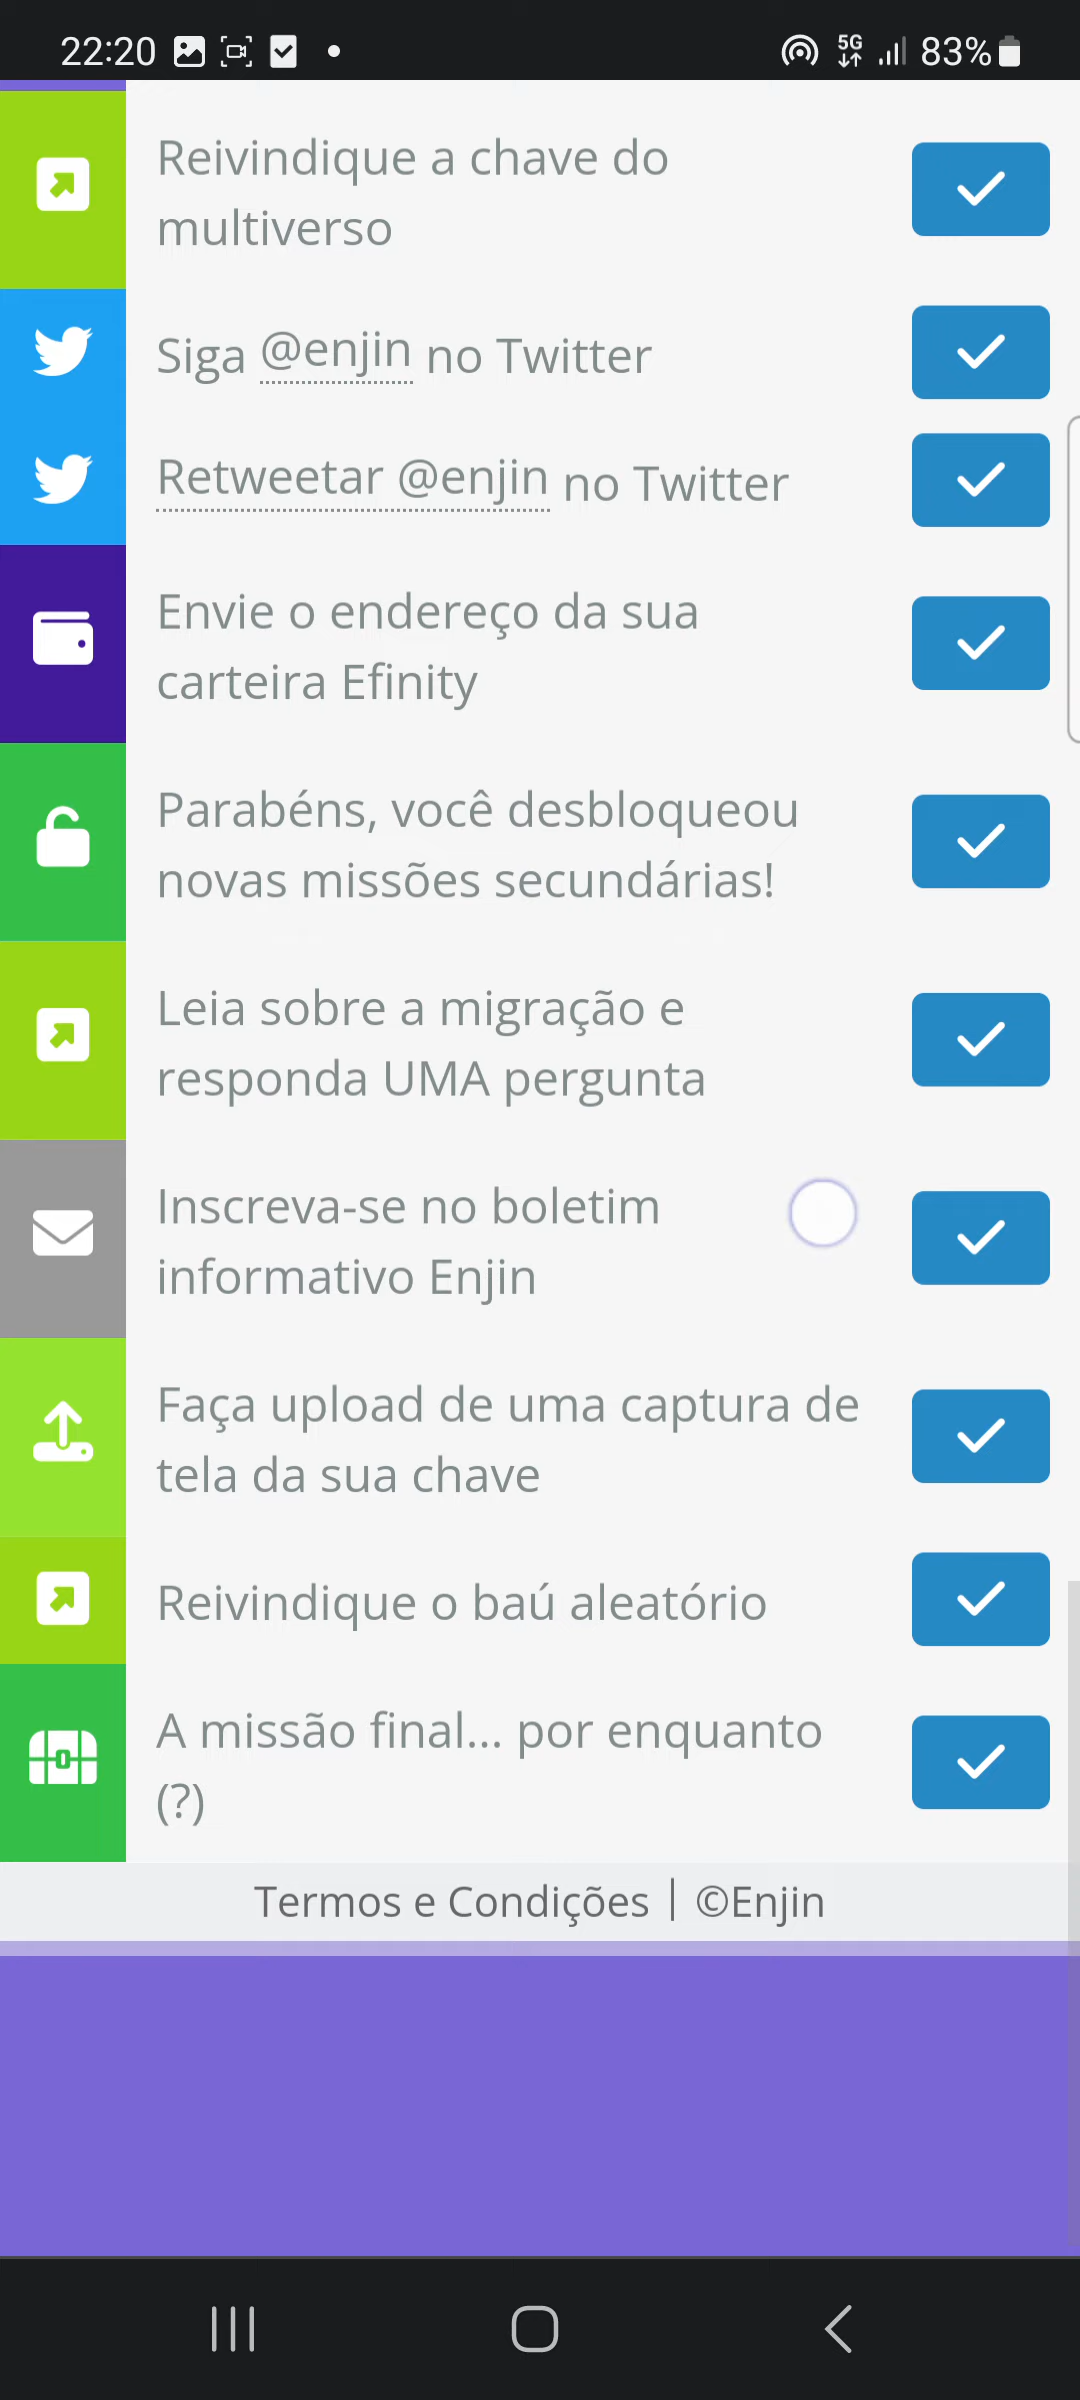 22:20
5G
83%
Reivindique a chave do
multiverso
Siga @enjin no Twitter
Retweetar @enjin no Twitter
Envie o endereço da sua
carteira Efinity
Parabéns, você desbloqueou
novas missões secundárias!
Leia sobre a migração e
responda UMA pergunta
Inscreva-se no boletim
informativo Enjin
Faça upload de uma captura de
tela da sua chave
Reivindique o baú aleatório
A missão final... por enquanto
(?)
Termos e Condições | ©Enjin